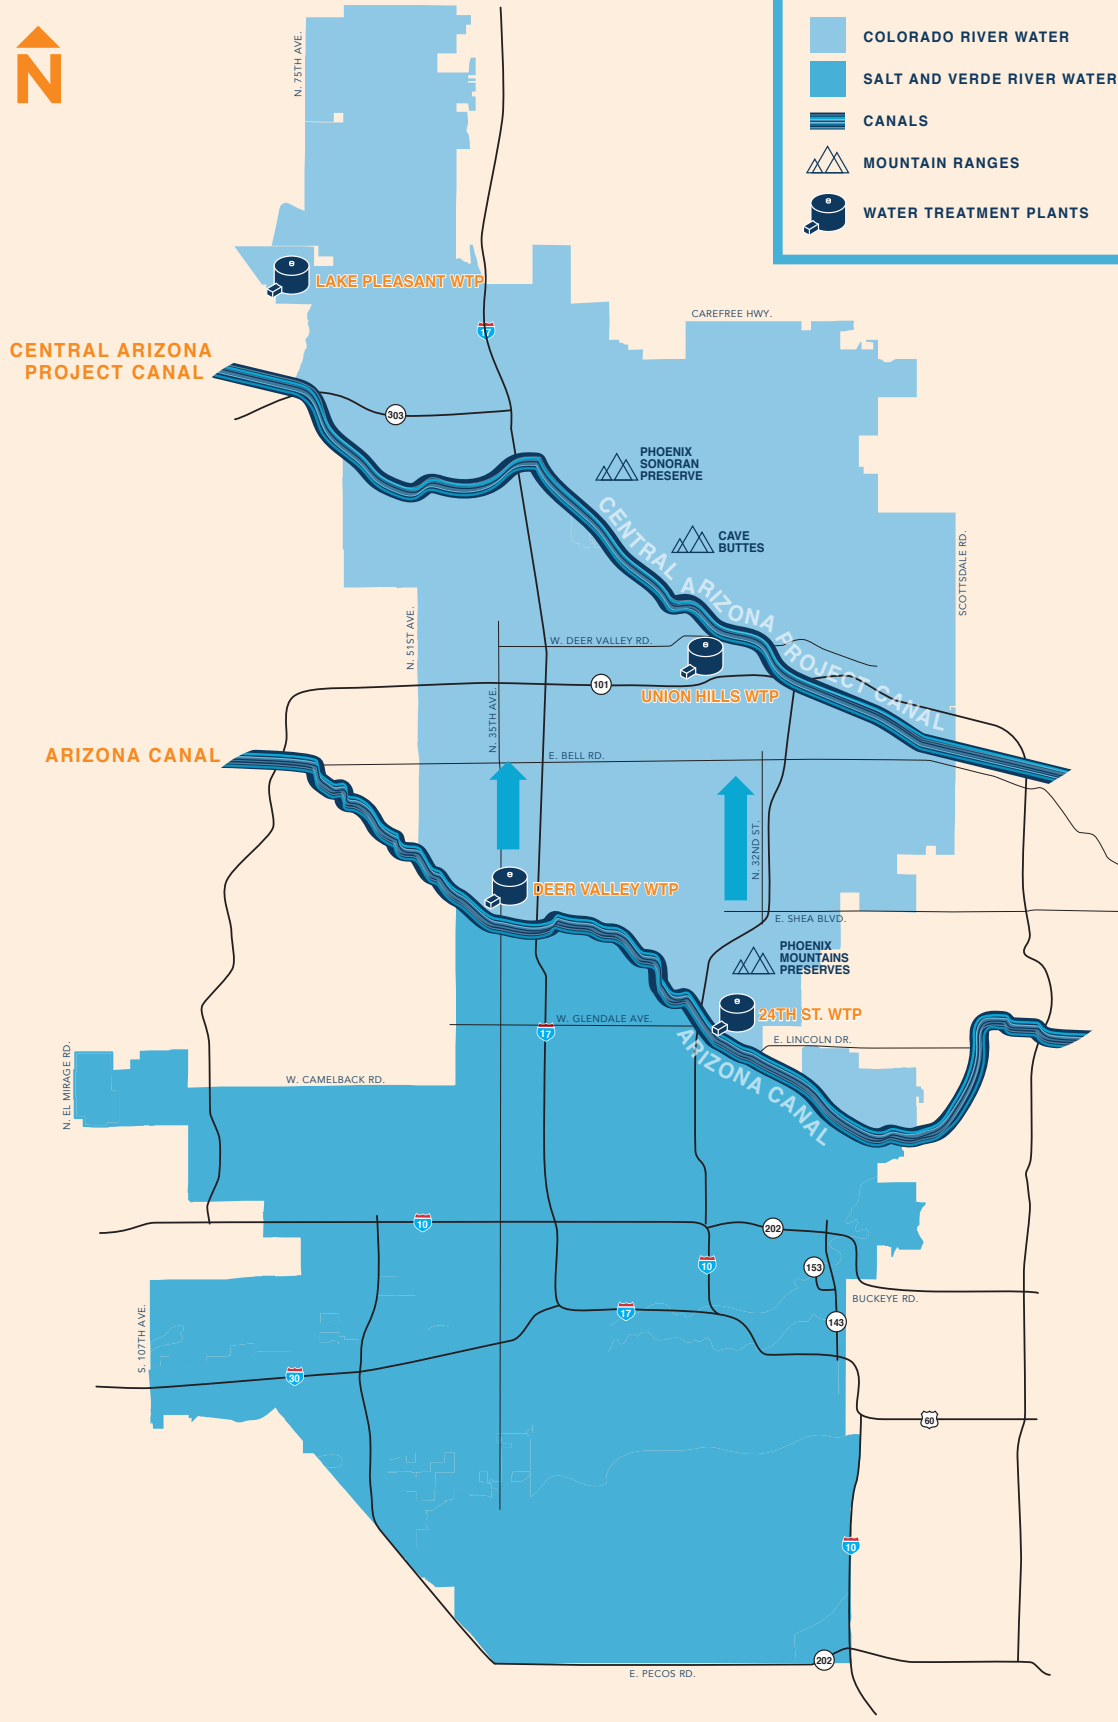 N
COLORADO RIVER WATER
SALT AND VERDE RIVER WATER
CANALS
MOUNTAIN RANGES
WATER TREATMENT PLANTS
N. 75TH AVE.
LAKE PLEASANT WTP
17
CAREFREE HWY.
CENTRAL ARIZONA
PROJECT CANAL
303
PHOENIX
SONORAN
PRESERVE
CAVE
BUTTES
CENTRAL ARIZONA PROJECT CANAL
SCOTTSDALE RD.
N. 51ST AVE.
W. DEER VALLEY RD.
101
UNION HILLS WTP
N. 35TH AVE.
ARIZONA CANAL
E. BELL RD.
N. 32ND ST.
DEER VALLEY WTP
E. SHEA BLVD.
PHOENIX
MOUNTAINS
PRESERVES
24TH ST. WTP
W. GLENDALE AVE.
17
E. LINCOLN DR.
ARIZONA CANAL
N. EL MIRAGE RD.
W. CAMELBACK RD.
10
202
10
153
BUCKEYE RD.
17
143
S. 107TH AVE.
30
60
10
202
E. PECOS RD.